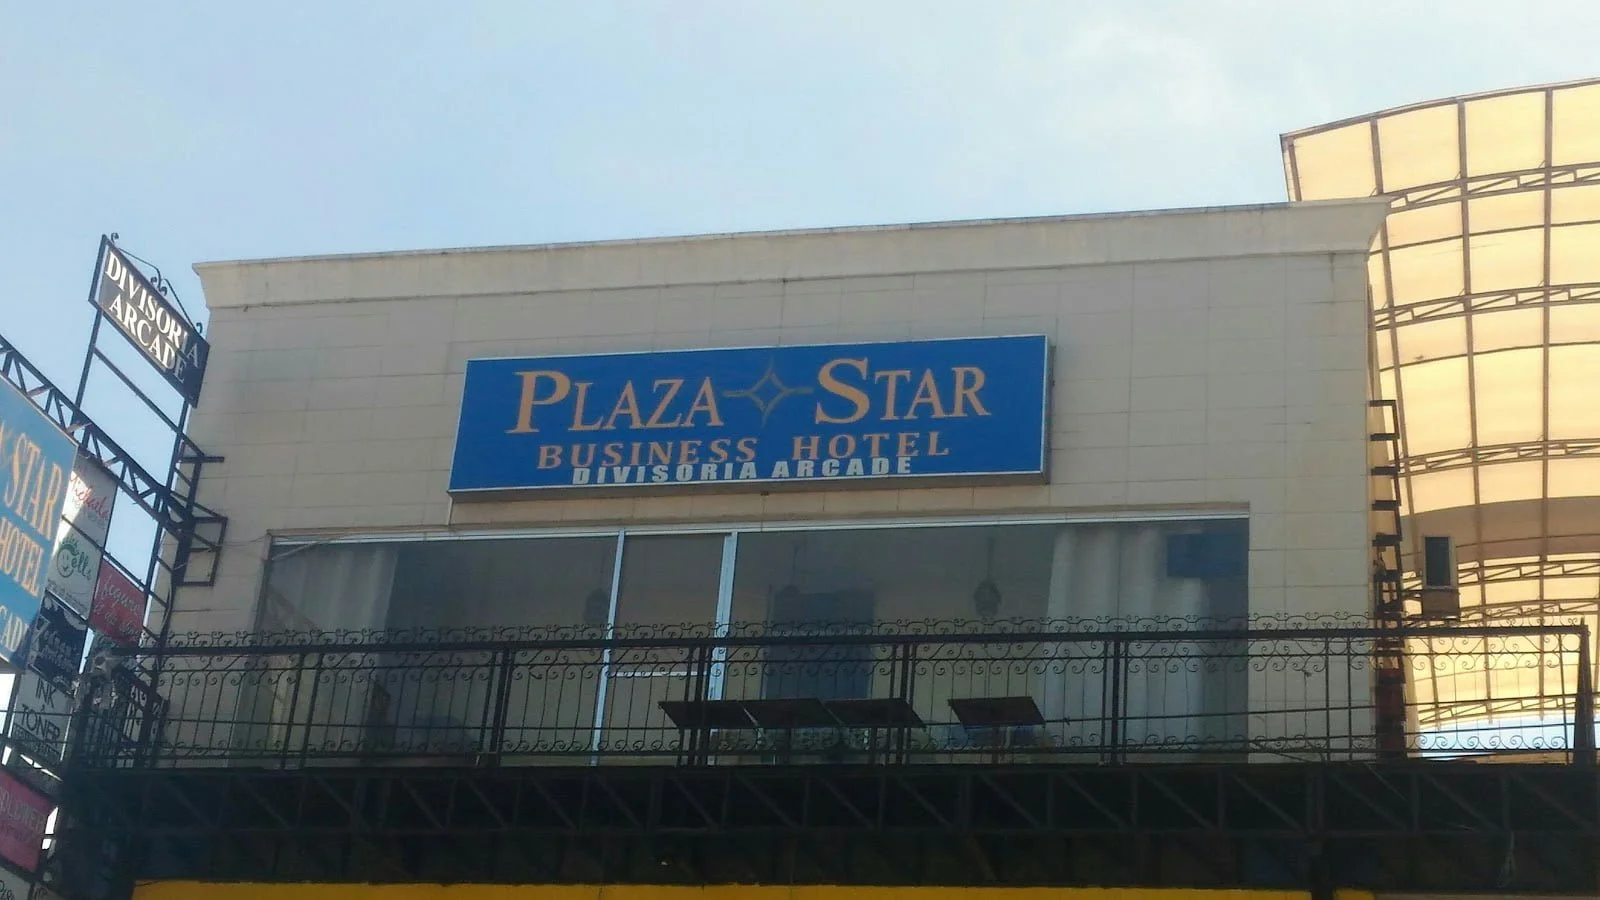 DIVISORIA
ARCADE
PLAZA STAR
BUSINESS HOTEL
DIVISORIA ARCADE
STAR
HOTEL
INK
TONER